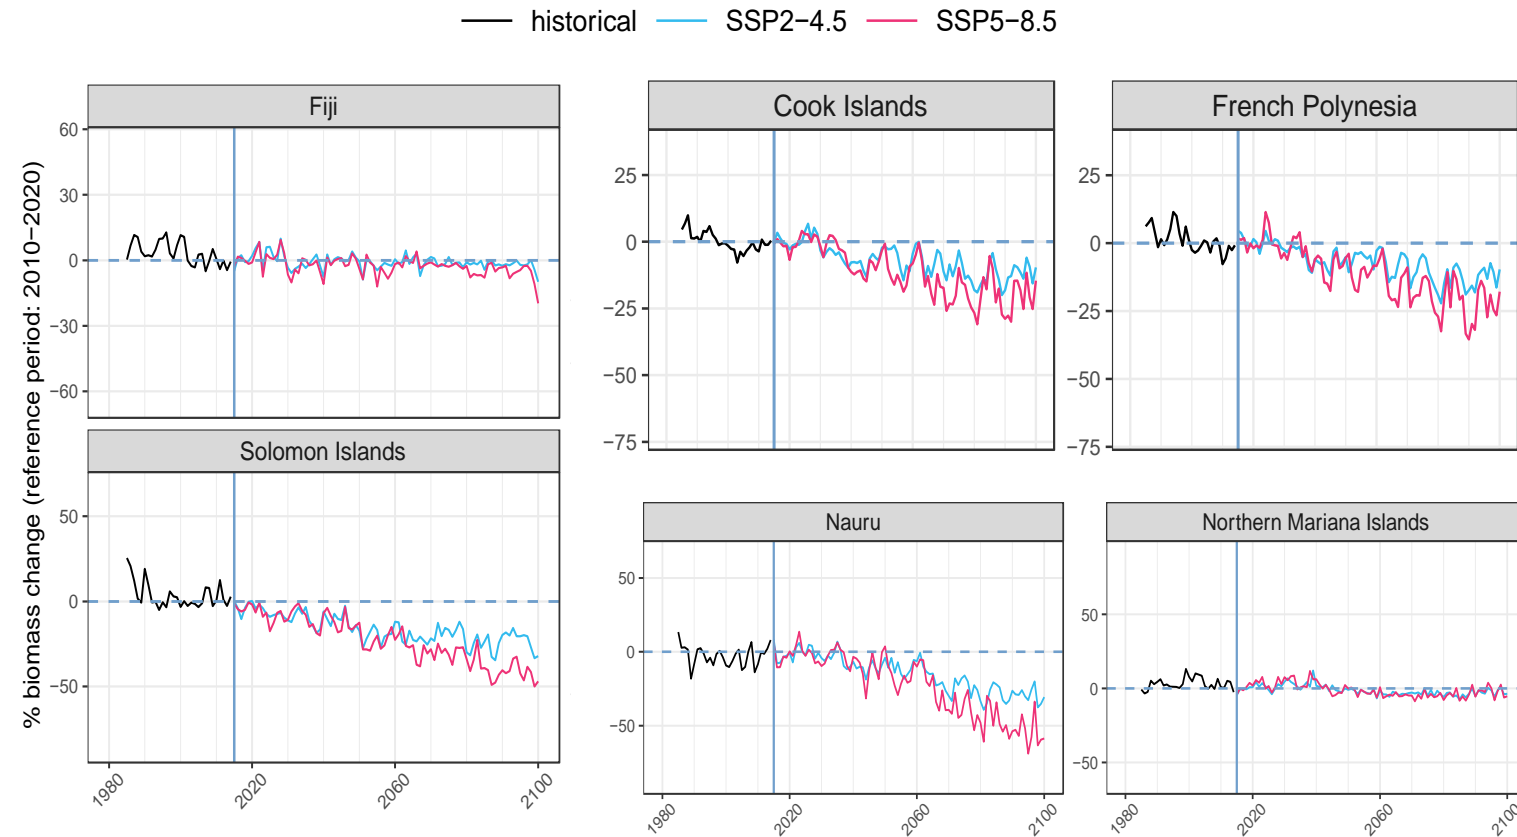 historical SSP2−4.5 SSP5−8.5
% biomass change (reference period: 2010−2020)
Fiji
60
30
0
−30
−60
Cook Islands
25
0
−25
−50
−75
French Polynesia
25
0
−25
−50
−75
Solomon Islands
50
0
−50
1980 2020 2060 2100
Nauru
50
0
−50
1980 2020 2060 2100
Northern Mariana Islands
50
0
−50
1980 2020 2060 2100